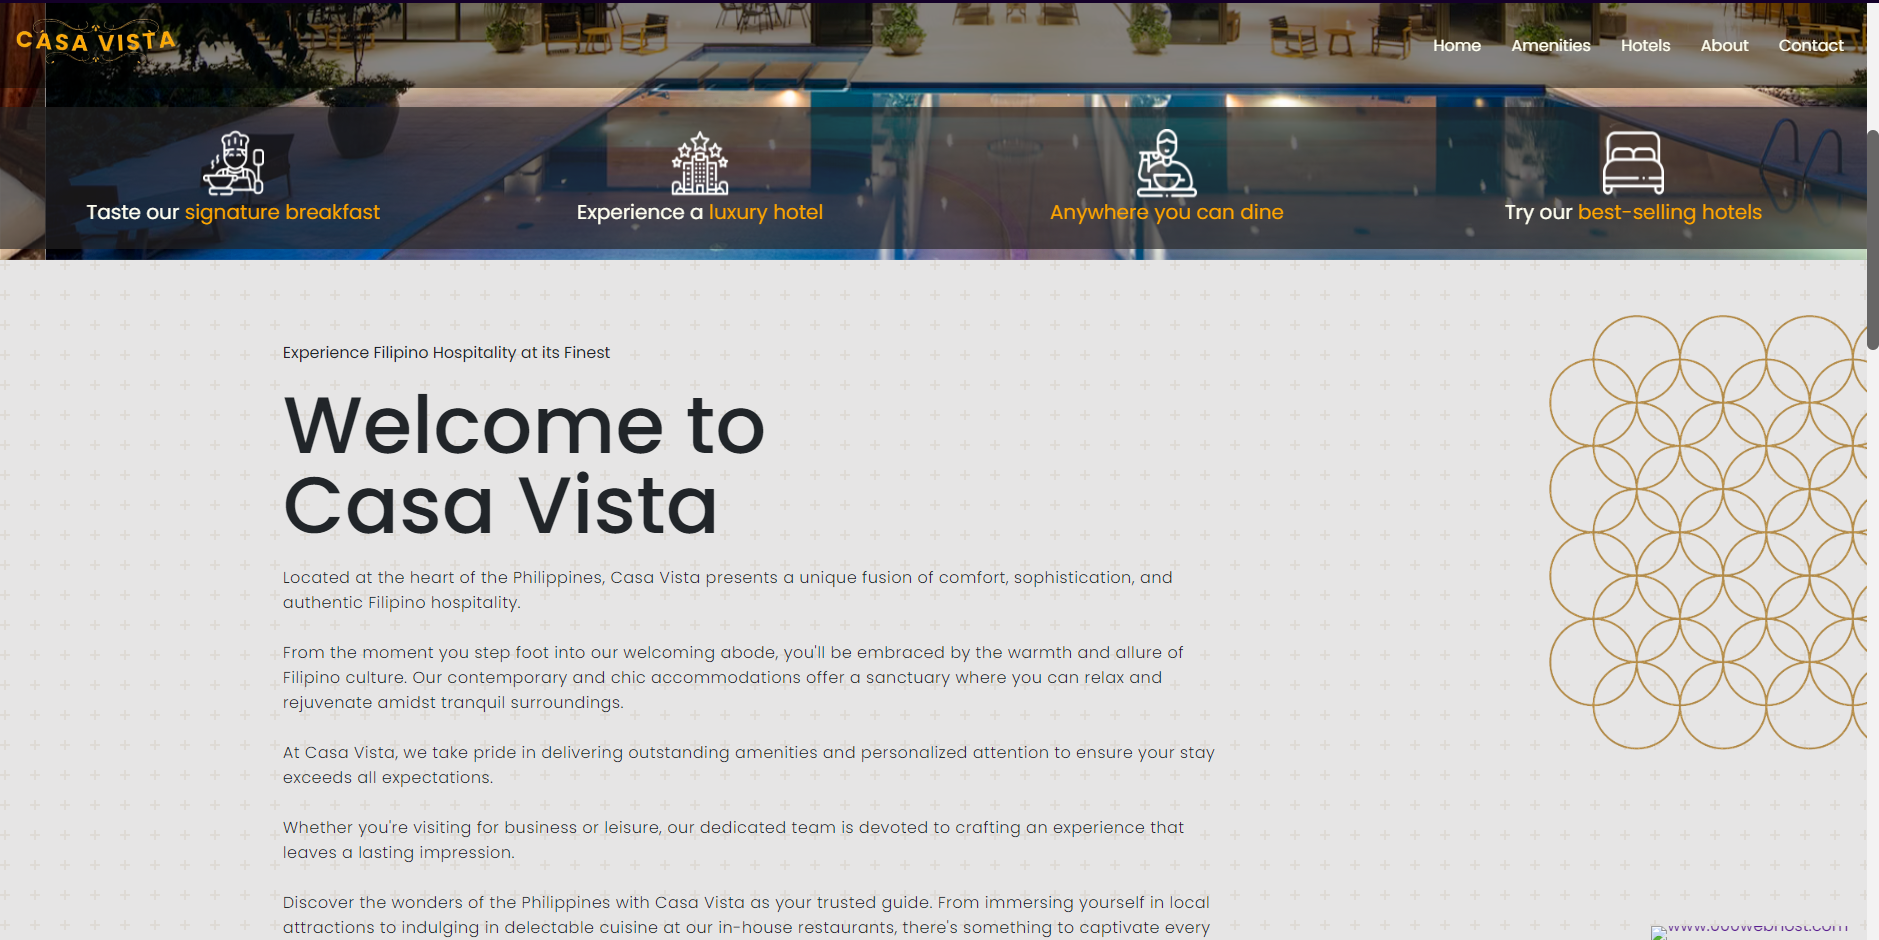 CASA VISTA
Home Amenities Hotels About Contact
Taste our signature breakfast
Experience a luxury hotel
Anywhere you can dine
Try our best-selling hotels
Experience Filipino Hospitality at its Finest
Welcome to
Casa Vista
Located at the heart of the Philippines, Casa Vista presents a unique fusion of comfort, sophistication, and
authentic Filipino hospitality.
From the moment you step foot into our welcoming abode, you'll be embraced by the warmth and allure of
Filipino culture. Our contemporary and chic accommodations offer a sanctuary where you can relax and
rejuvenate amidst tranquil surroundings.
At Casa Vista, we take pride in delivering outstanding amenities and personalized attention to ensure your stay
exceeds all expectations.
Whether you're visiting for business or leisure, our dedicated team is devoted to crafting an experience that
leaves a lasting impression.
Discover the wonders of the Philippines with Casa Vista as your trusted guide. From immersing yourself in local
attractions to indulging in delectable cuisine at our in-house restaurants, there's something to captivate every
www.000webhost.com